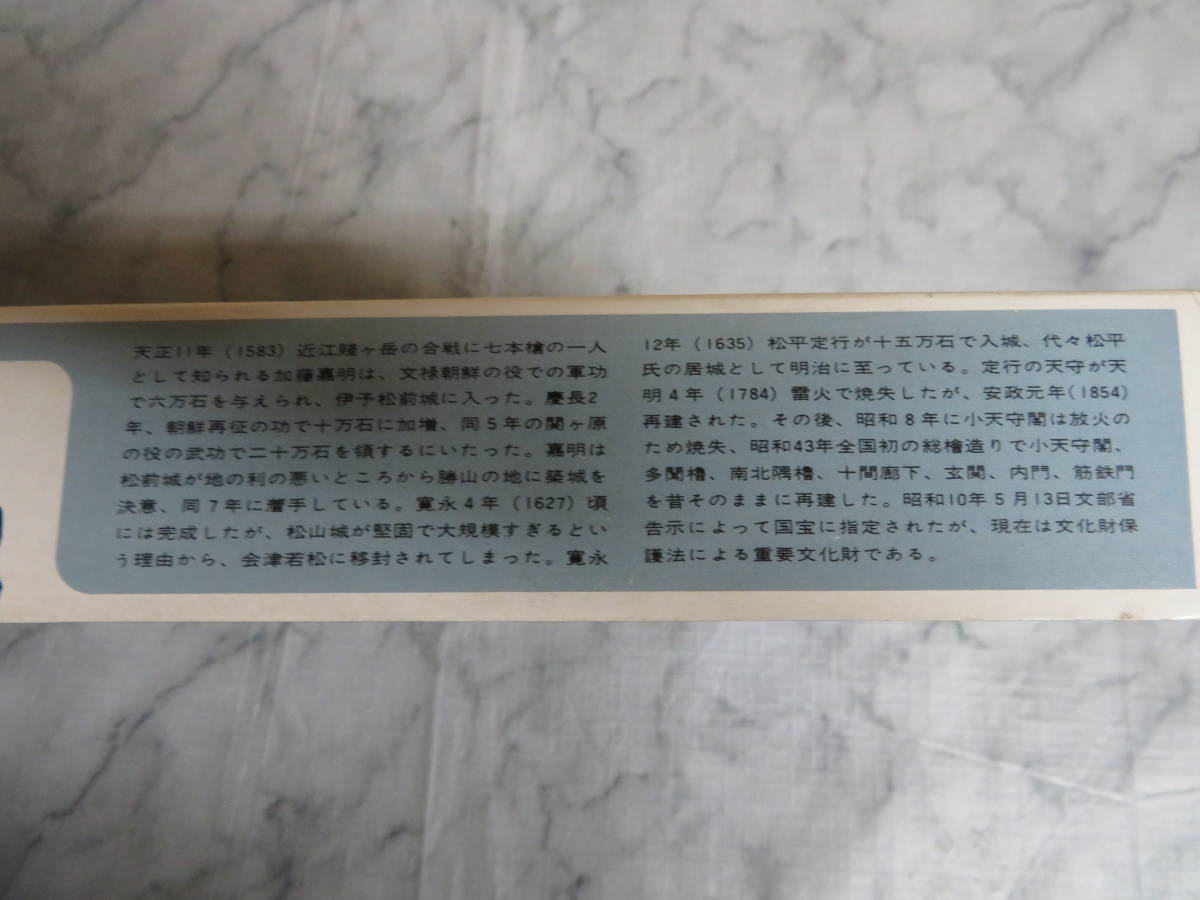 天正11年（1583）近江賤ヶ岳の合戦に七本槍の一人
として知られる加藤嘉明は、文禄朝鮮の役での軍功
で六万石を与えられ、伊予松前城に入った。慶長2
年、朝鮮再征の功で十万石に加増、同5年の関ヶ原
の役の武功で二十万石を領するにいたった。嘉明は
松前城が地の利の悪いところから勝山の地に築城を
決意、同7年に着手している。寛永4年（1627）頃
には完成したが、松山城が堅固で大規模すぎるとい
う理由から、会津若松に移封されてしまった。寛永
12年（1635）松平定行が十五万石で入城、代々松平
氏の居城として明治に至っている。定行の天守が天
明4年（1784）雷火で焼失したが、安政元年(1854)
再建された。その後、昭和8年に小天守閣は放火の
ため焼失、昭和43年全国初の総檜造りで小天守閣、
多聞櫓、南北隅櫓、十間廊下、玄関、内門、筋鉄門
を昔そのままに再建した。昭和10年5月13日文部省
告示によって国宝に指定されたが、現在は文化財保
護法による重要文化財である。